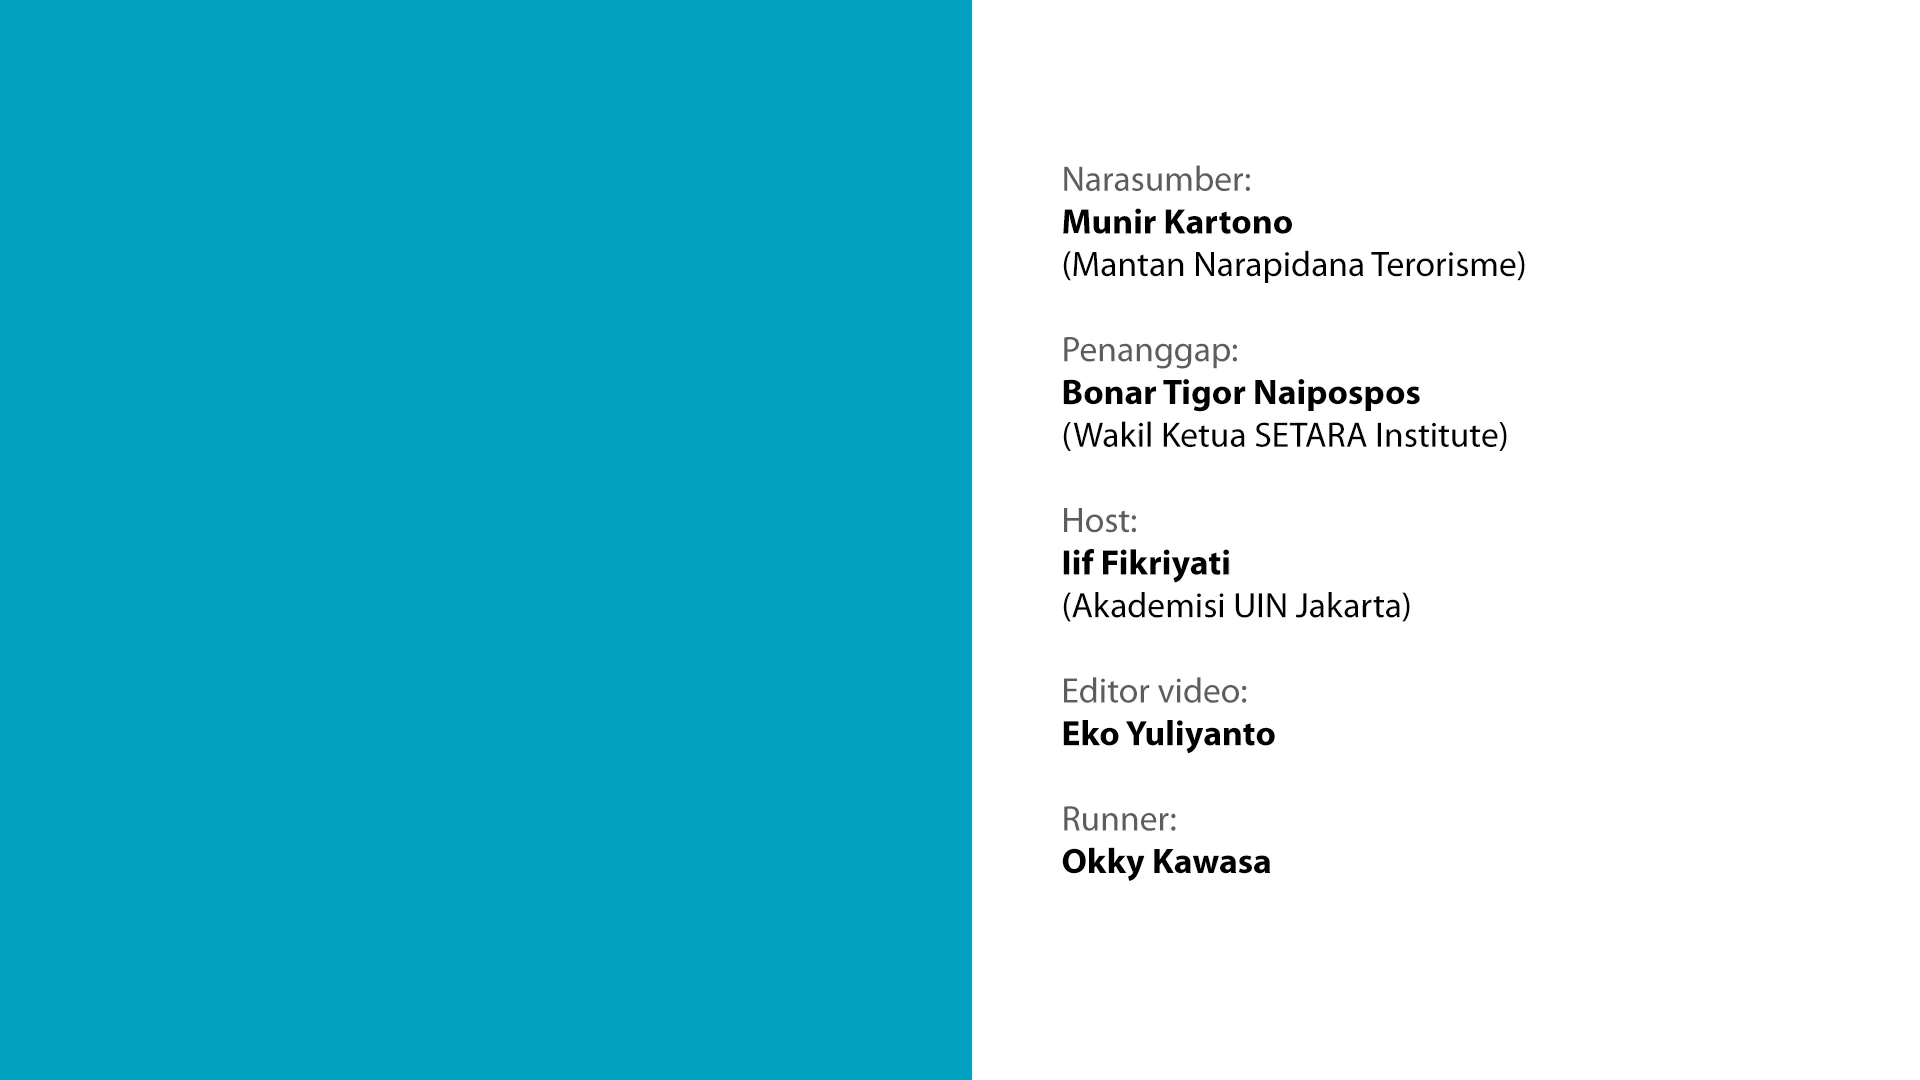 Narasumber:
Munir Kartono
(Mantan Narapidana Terorisme)
Penanggap:
Bonar Tigor Naipospos
(Wakil Ketua SETARA Institute)
Host:
Iif Fikriyati
(Akademisi UIN Jakarta)
Editor video:
Eko Yuliyanto
Runner:
Okky Kawasa